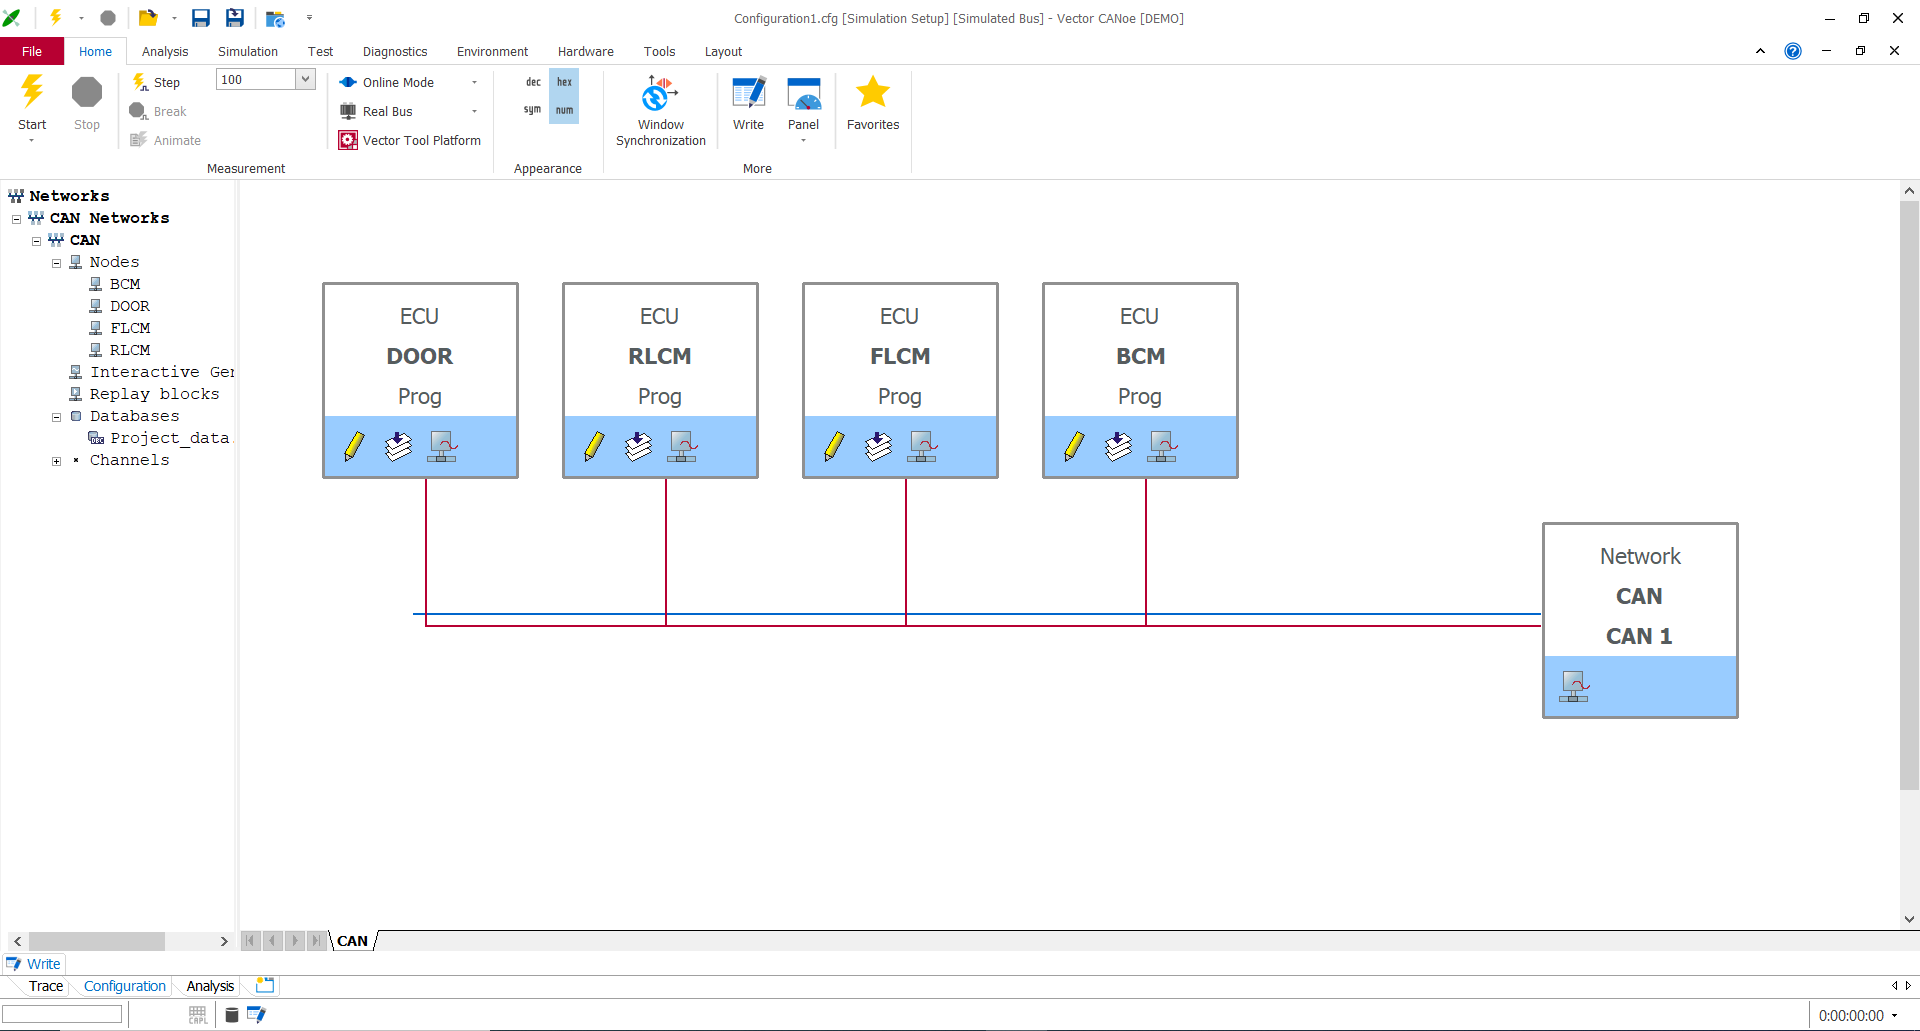 Configuration1.cfg [Simulation Setup] [Simulated Bus] - Vector CANoe [DEMO]
File Home Analysis Simulation Test Diagnostics Environment Hardware Tools Layout
Start
Stop
Step
100
Break
Animate
Measurement
Online Mode
Real Bus
Vector Tool Platform
dec hex
sym num
Appearance
Window
Synchronization
Write
Panel
More
Favorites
Networks
CAN Networks
CAN
Nodes
BCM
DOOR
FLCM
RLCM
Interactive Ger
Replay blocks
Databases
DBC
Project_data.
Channels
ECU
DOOR
Prog
ECU
RLCM
Prog
ECU
FLCM
Prog
ECU
BCM
Prog
Network
CAN
CAN 1
CAN
Write
Trace Configuration Analysis
CAPL
0:00:00:00